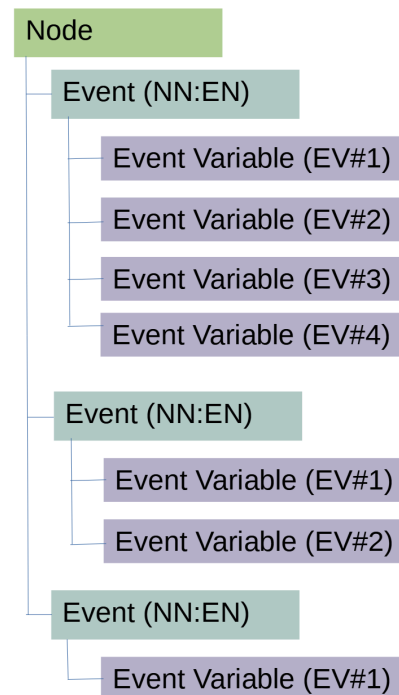 Node
Event (NN:EN)
Event Variable (EV#1)
Event Variable (EV#2)
Event Variable (EV#3)
Event Variable (EV#4)
Event (NN:EN)
Event Variable (EV#1)
Event Variable (EV#2)
Event (NN:EN)
Event Variable (EV#1)